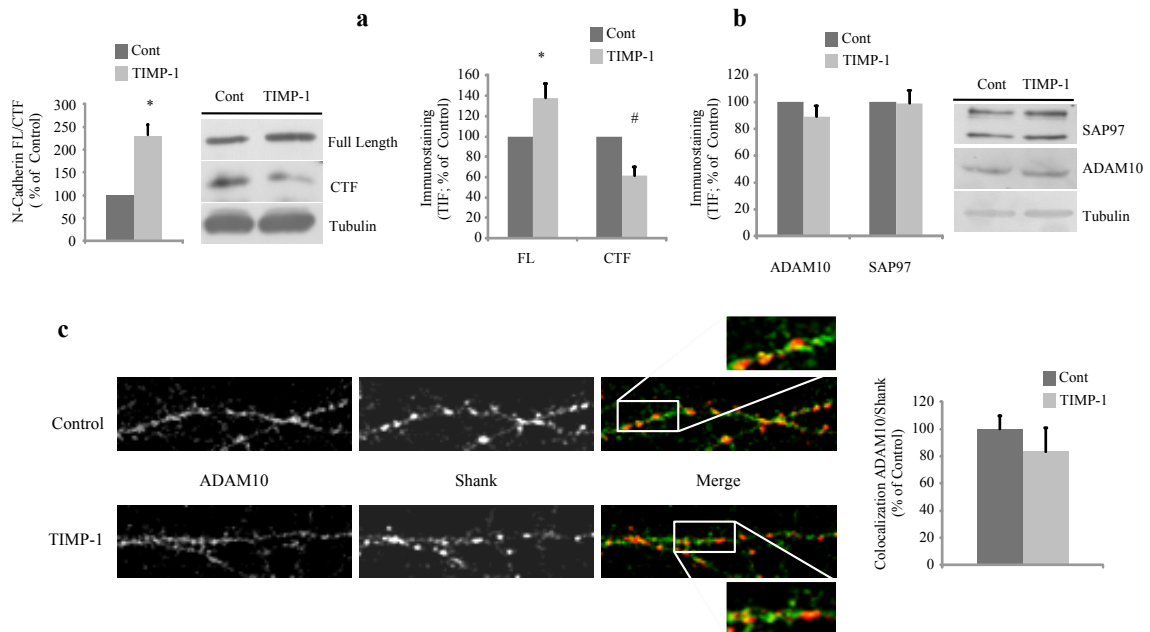 a
Cont
TIMP-1
N-Cadherin FL/CTF
( % of Control)
300
250
200
150
100
50
0
*
Cont TIMP-1
Full Length
CTF
Tubulin
Cont
TIMP-1
Immunostaining
(TIF; % of Control)
160
140
120
100
80
60
40
20
0
*
#
FL CTF
b
Cont
TIMP-1
Immunostaining
(TIF; % of Control)
120
100
80
60
40
20
0
ADAM10 SAP97
Cont TIMP-1
SAP97
ADAM10
Tubulin
c
Control
ADAM10 Shank Merge
TIMP-1
Cont
TIMP-1
Colocalization ADAM10/Shank
(% of Control)
120
100
80
60
40
20
0